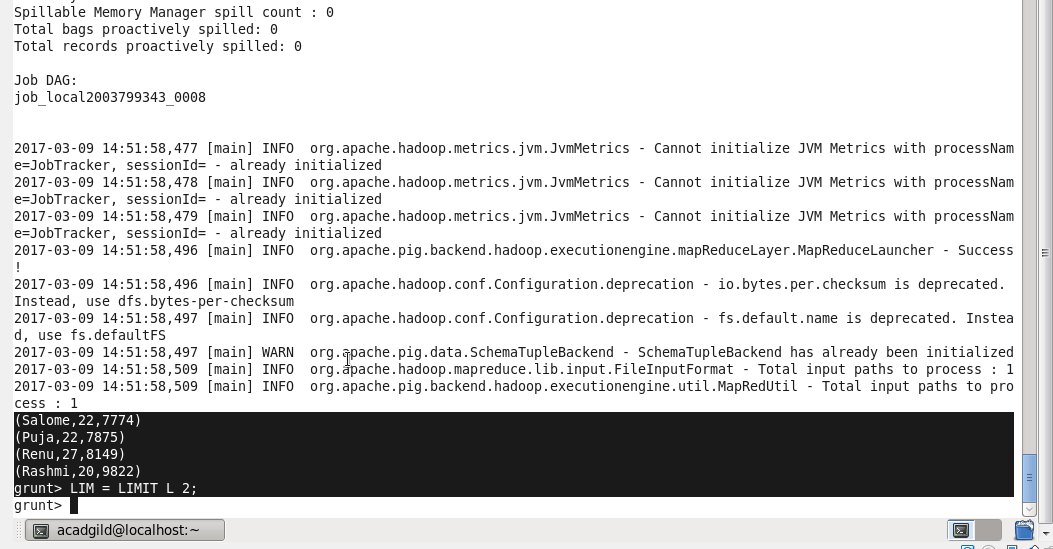 Spillable Memory Manager spill count : 0
Total bags proactively spilled: 0
Total records proactively spilled: 0
Job DAG:
job_local2003799343_0008
2017-03-09 14:51:58,477 [main] INFO  org.apache.hadoop.metrics.jvm.JvmMetrics - Cannot initialize JVM Metrics with processNam
e=JobTracker, sessionId= - already initialized
2017-03-09 14:51:58,478 [main] INFO  org.apache.hadoop.metrics.jvm.JvmMetrics - Cannot initialize JVM Metrics with processNam
e=JobTracker, sessionId= - already initialized
2017-03-09 14:51:58,479 [main] INFO  org.apache.hadoop.metrics.jvm.JvmMetrics - Cannot initialize JVM Metrics with processNam
e=JobTracker, sessionId= - already initialized
2017-03-09 14:51:58,496 [main] INFO  org.apache.pig.backend.hadoop.executionengine.mapReduceLayer.MapReduceLauncher - Success
!
2017-03-09 14:51:58,496 [main] INFO  org.apache.hadoop.conf.Configuration.deprecation - io.bytes.per.checksum is deprecated.
Instead, use dfs.bytes-per-checksum
2017-03-09 14:51:58,497 [main] INFO  org.apache.hadoop.conf.Configuration.deprecation - fs.default.name is deprecated. Instea
d, use fs.defaultFS
2017-03-09 14:51:58,497 [main] WARN  org.apache.pig.data.SchemaTupleBackend - SchemaTupleBackend has already been initialized
2017-03-09 14:51:58,509 [main] INFO  org.apache.hadoop.mapreduce.lib.input.FileInputFormat - Total input paths to process : 1
2017-03-09 14:51:58,509 [main] INFO  org.apache.pig.backend.hadoop.executionengine.util.MapRedUtil - Total input paths to pro
cess : 1
(Salome,22,7774)
(Puja,22,7875)
(Renu,27,8149)
(Rashmi,20,9822)
grunt> LIM = LIMIT L 2;
grunt>
acadgild@localhost:~